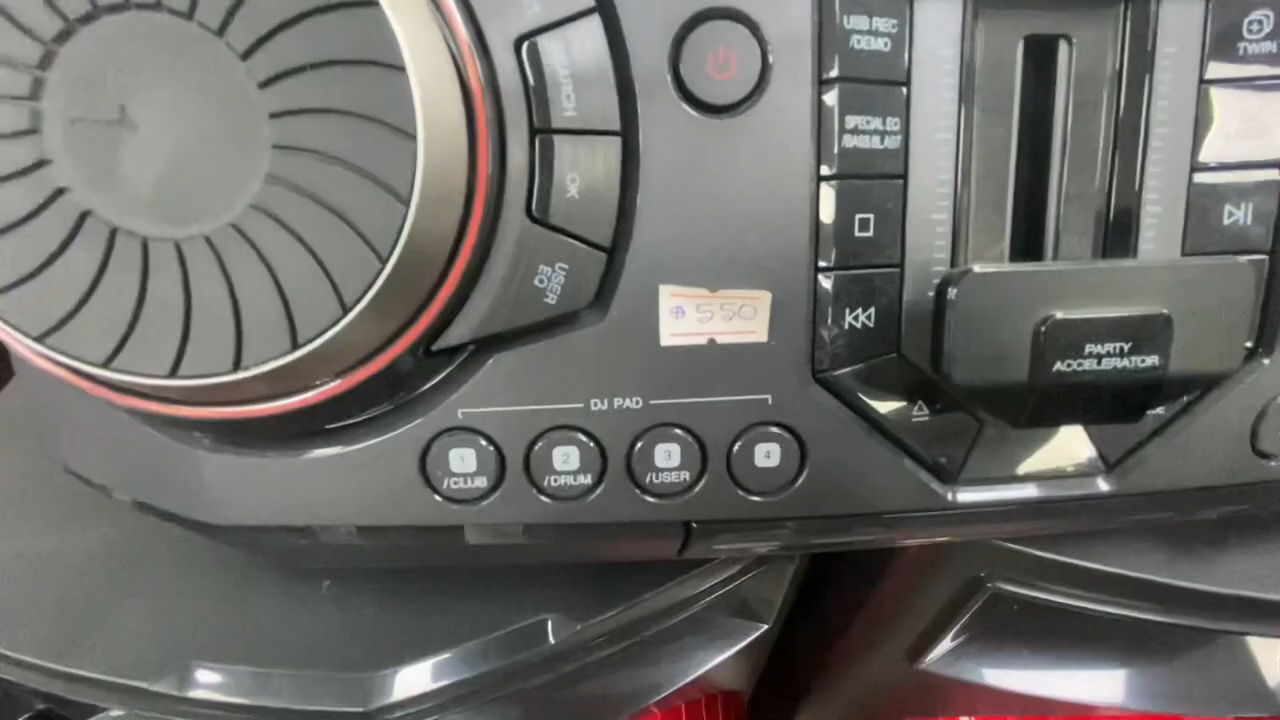 USB REC
/DEMO
TWIN
SPECIAL EQ
/BASS BLAST
USER
EQ
$550
PARTY
ACCELERATOR
DJ PAD
1
/CLUB
2
/DRUM
3
/USER
4